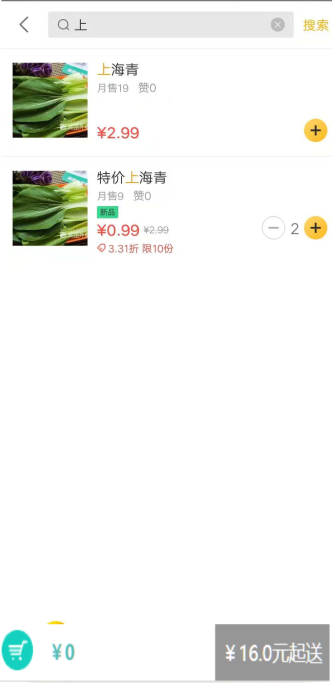 上
搜索
上海青
月售19 赞0
¥2.99
特价上海青
月售9 赞0
新品
¥0.99 ¥2.99
2
3.31折 限10份
¥0
¥16.0元起送